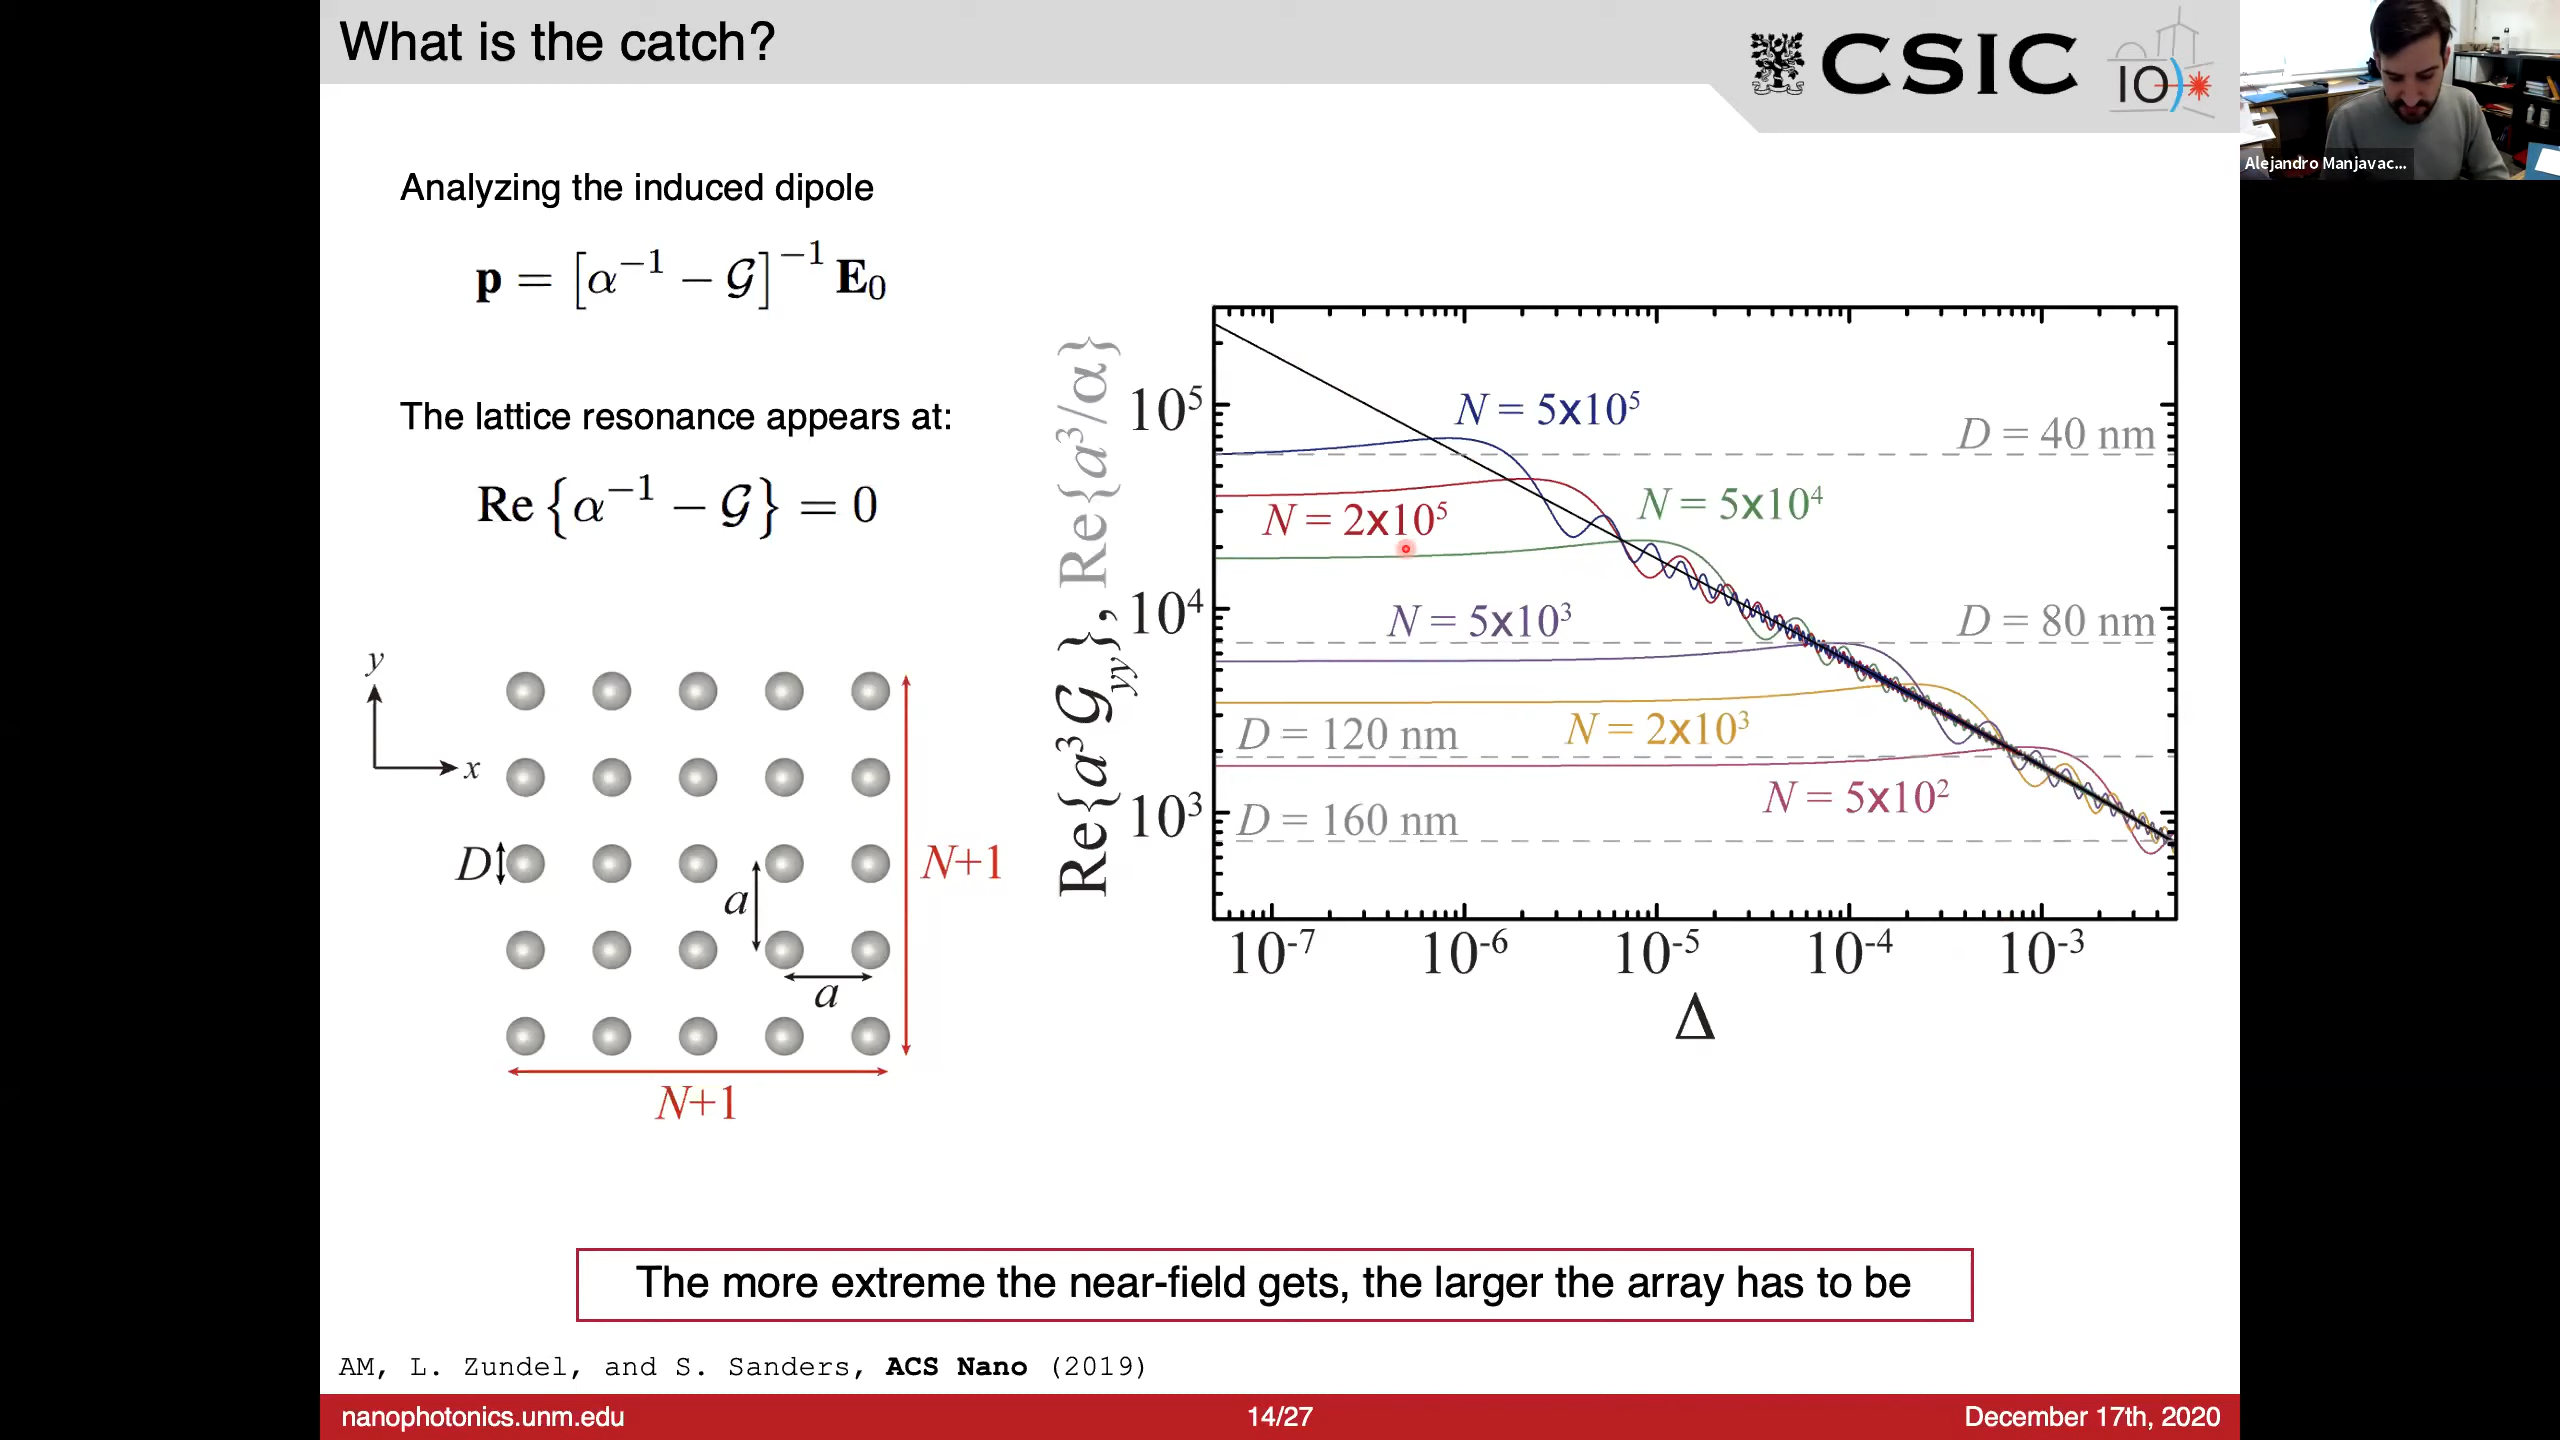 What is the catch?
CSIC
IO
Alejandro Manjavac...
Analyzing the induced dipole
p = [α⁻¹ − 𝒢]⁻¹ E₀
The lattice resonance appears at:
Re {α⁻¹ − 𝒢} = 0
y
x
D
a
a
N+1
N+1
Re{a³𝒢yy}, Re{a³/α}
10⁵
10⁴
10³
N = 5x10⁵
D = 40 nm
N = 2x10⁵
N = 5x10⁴
N = 5x10³
D = 80 nm
D = 120 nm
N = 2x10³
D = 160 nm
N = 5x10²
10⁻⁷ 10⁻⁶ 10⁻⁵ 10⁻⁴ 10⁻³
Δ
The more extreme the near-field gets, the larger the array has to be
AM, L. Zundel, and S. Sanders, ACS Nano (2019)
nanophotonics.unm.edu
14/27
December 17th, 2020